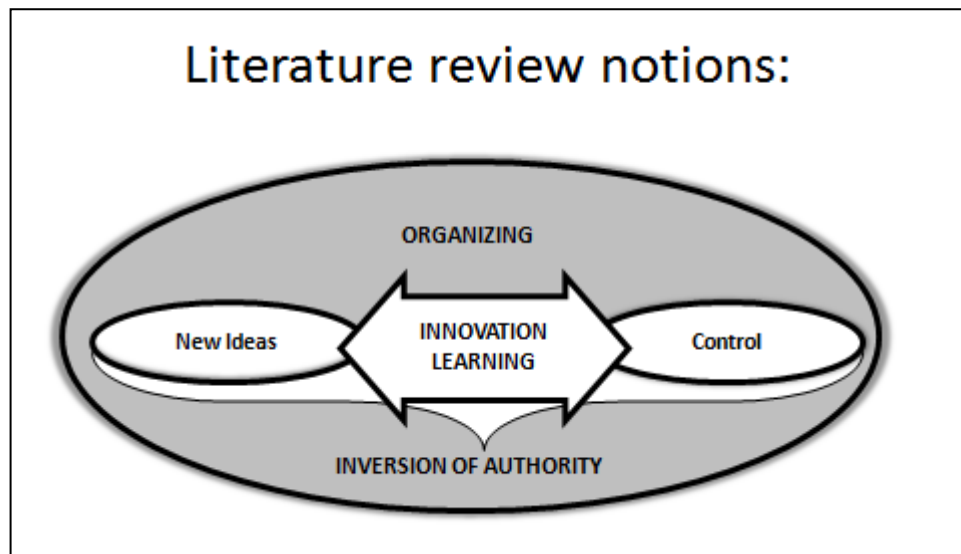 Literature review notions:
ORGANIZING
New Ideas
INNOVATION
LEARNING
Control
INVERSION OF AUTHORITY